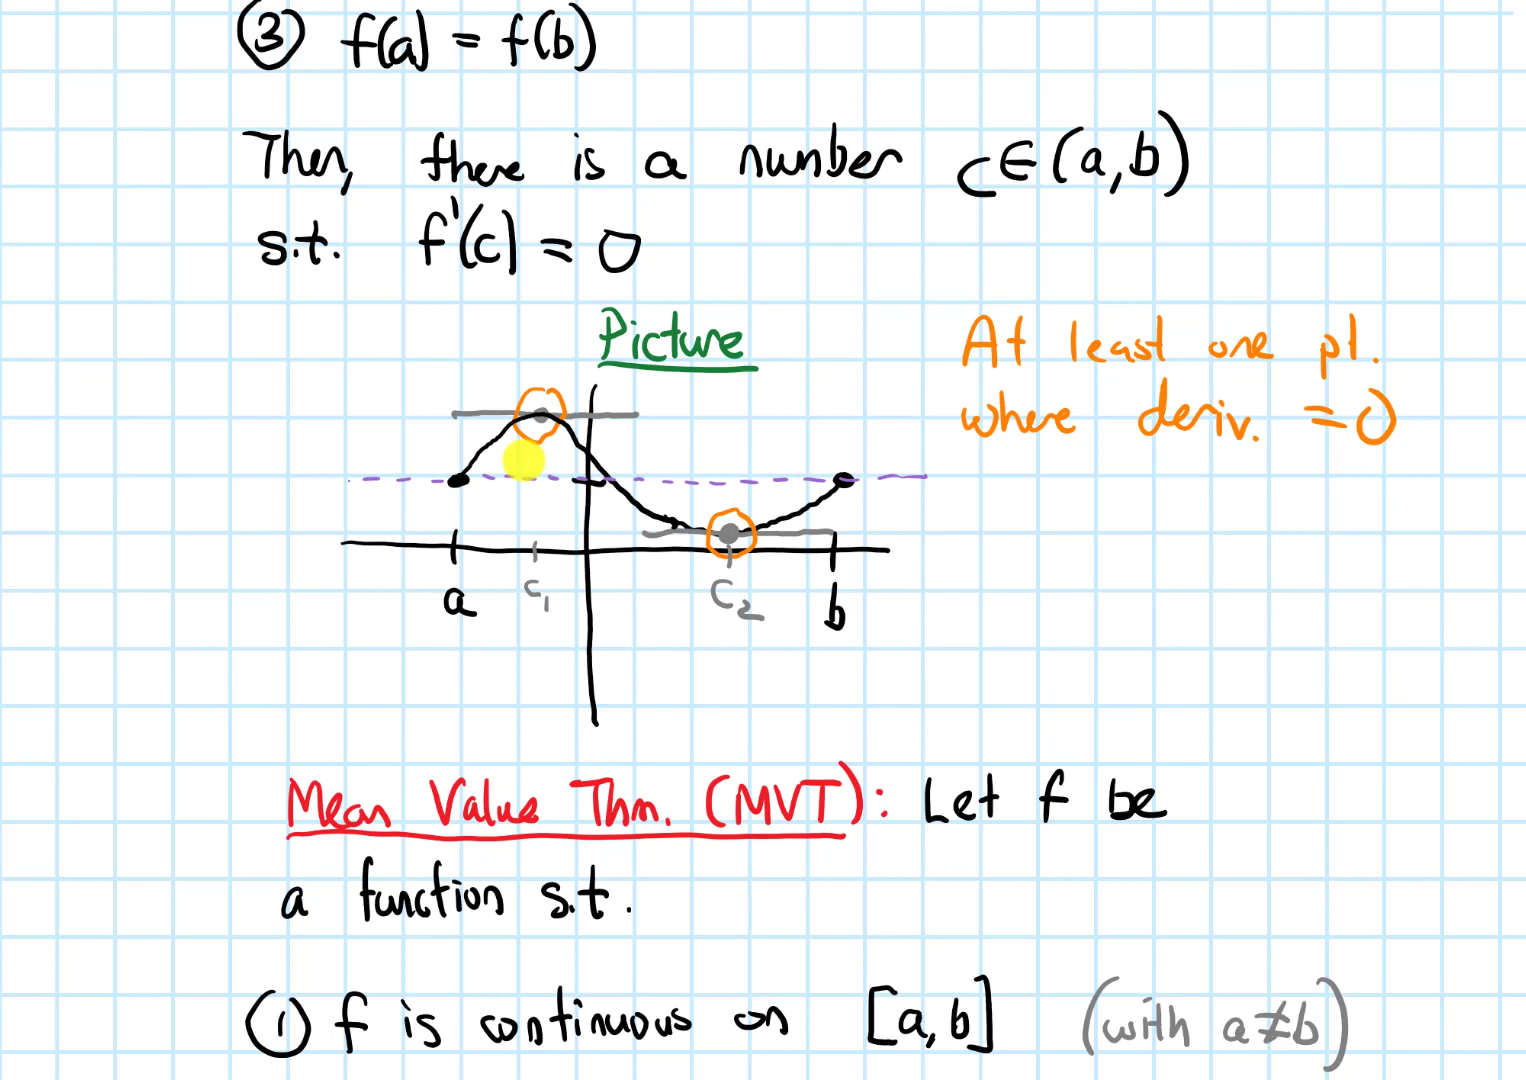 ③ f(a) = f(b)
Then, there is a number c∈(a,b)
s.t. f'(c) = 0
Picture
At least one pt.
where deriv. = 0
a c₁ c₂ b
Mean Value Thm. (MVT): Let f be
a function s.t.
① f is continuous on [a,b] (with a≠b)